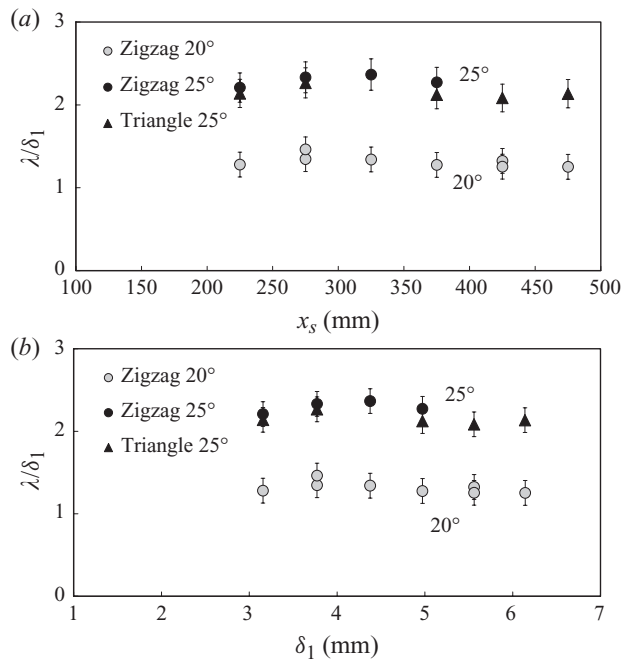 (a)
3
Zigzag 20°
Zigzag 25°
Triangle 25°
25°
2
λ/δ1
1
20°
0
100 150 200 250 300 350 400 450 500
xs (mm)
(b)
3
Zigzag 20°
Zigzag 25°
Triangle 25°
25°
2
λ/δ1
1
20°
0
1 2 3 4 5 6 7
δ1 (mm)